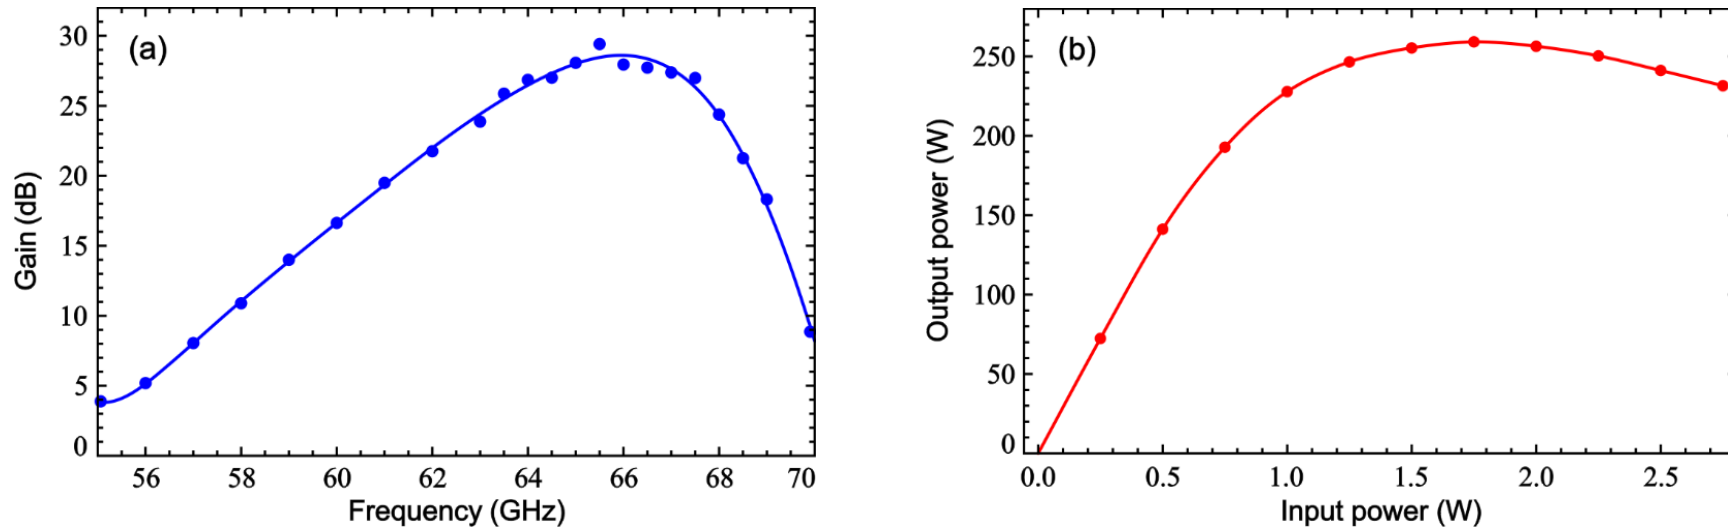 (a)
30
25
20
15
10
5
0
Gain (dB)
56 58 60 62 64 66 68 70
Frequency (GHz)
(b)
250
200
150
100
50
0
Output power (W)
0.0 0.5 1.0 1.5 2.0 2.5
Input power (W)